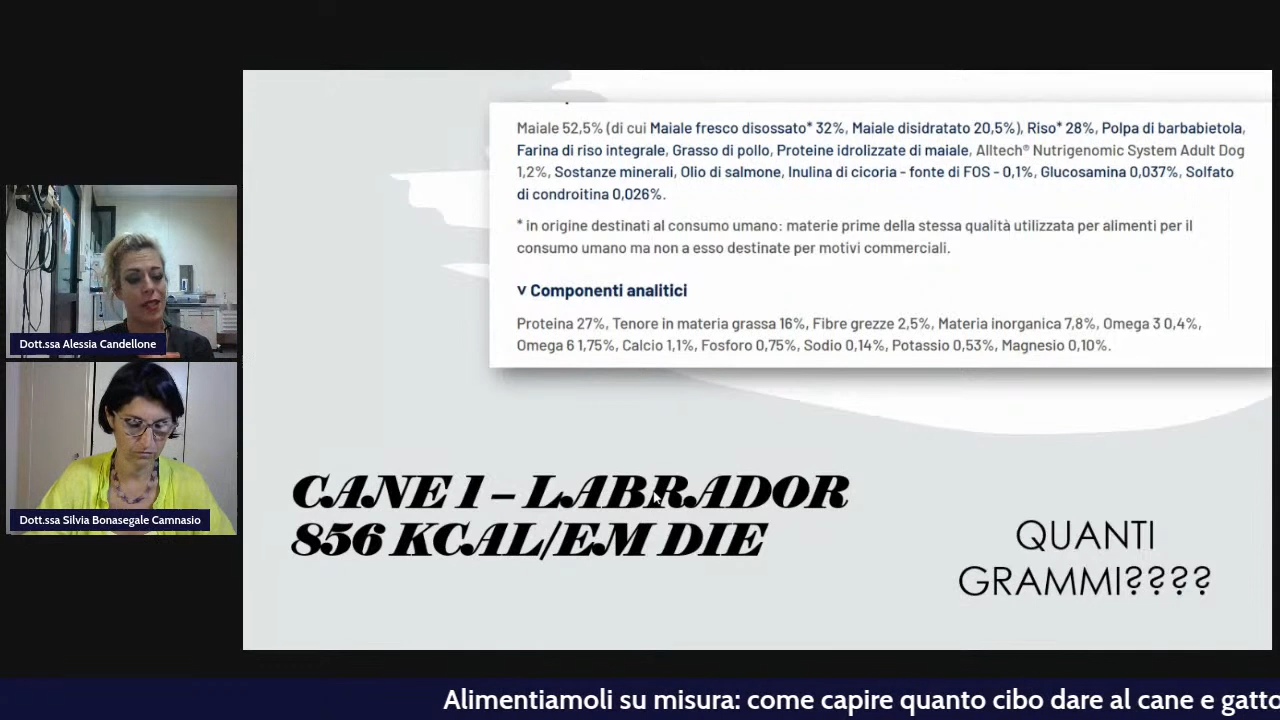 Maiale 52,5% (di cui Maiale fresco disossato* 32%, Maiale disidratato 20,5%), Riso* 28%, Polpa di barbabietola,
Farina di riso integrale, Grasso di pollo, Proteine idrolizzate di maiale, Alltech® Nutrigenomic System Adult Dog
1,2%, Sostanze minerali, Olio di salmone, Inulina di cicoria - fonte di FOS - 0,1%, Glucosamina 0,037%, Solfato
di condroitina 0,026%.
* in origine destinati al consumo umano: materie prime della stessa qualità utilizzata per alimenti per il
consumo umano ma non a esso destinate per motivi commerciali.
v Componenti analitici
Proteina 27%, Tenore in materia grassa 16%, Fibre grezze 2,5%, Materia inorganica 7,8%, Omega 3 0,4%,
Omega 6 1,75%, Calcio 1,1%, Fosforo 0,75%, Sodio 0,14%, Potassio 0,53%, Magnesio 0,10%.
Dott.ssa Alessia Candellone
Dott.ssa Silvia Bonasegale Camnasio
CANE 1 – LABRADOR
856 KCAL/EM DIE
QUANTI
GRAMMI????
Alimentiamoli su misura: come capire quanto cibo dare al cane e gatto